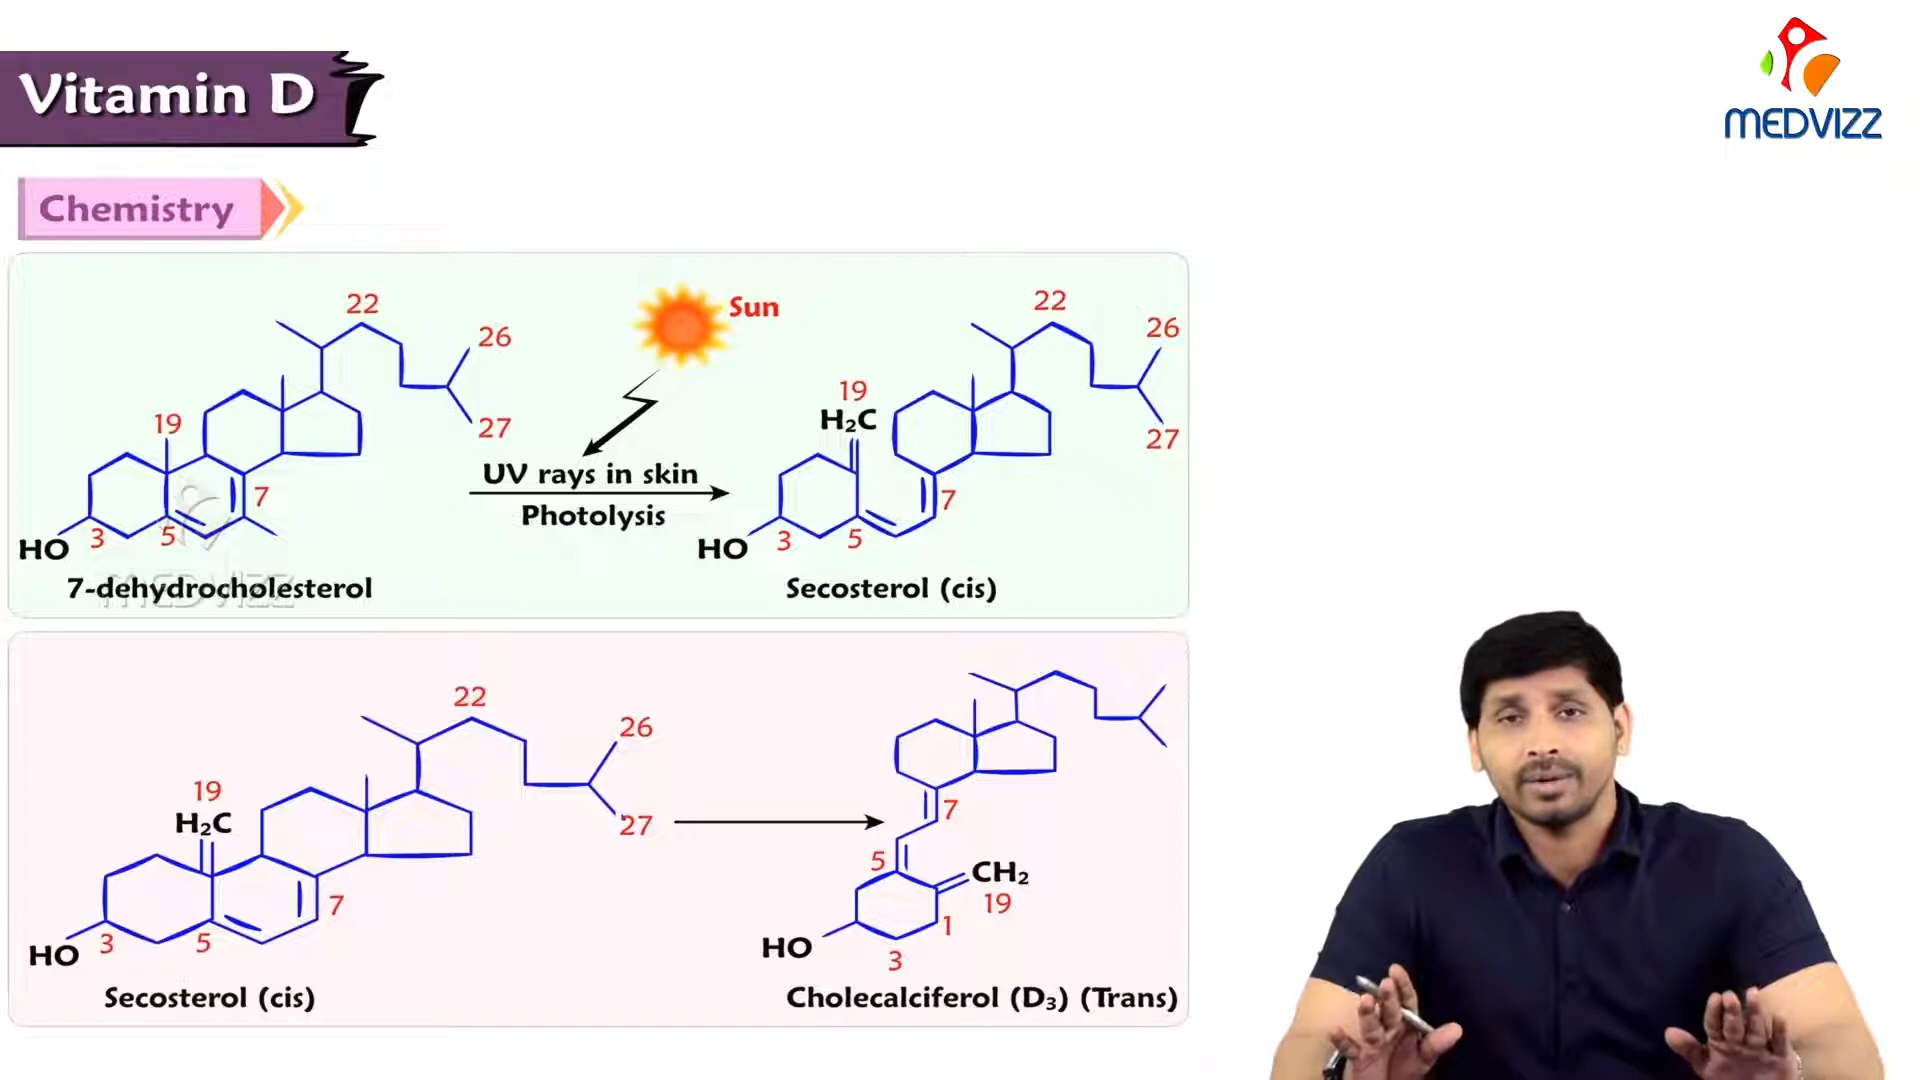 Vitamin D
MEDVIZZ
Chemistry
22
26
19
27
7
HO
3
5
7-dehydrocholesterol
Sun
UV rays in skin
Photolysis
22
26
19
H₂C
27
7
HO
3
5
Secosterol (cis)
MEDVIZZ
22
26
19
H₂C
27
7
HO
3
5
Secosterol (cis)
7
5
CH₂
19
1
HO
3
Cholecalciferol (D₃) (Trans)